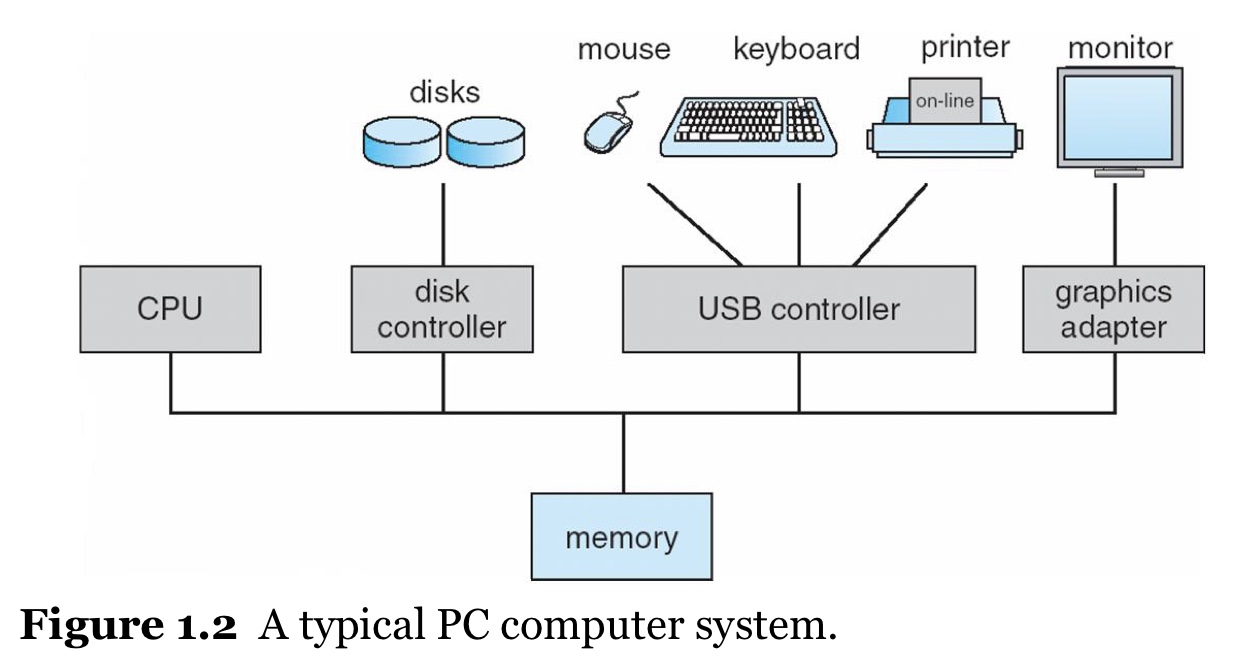 mouse
keyboard
printer
monitor
disks
on-line
CPU
disk
controller
USB controller
graphics
adapter
memory
Figure 1.2 A typical PC computer system.